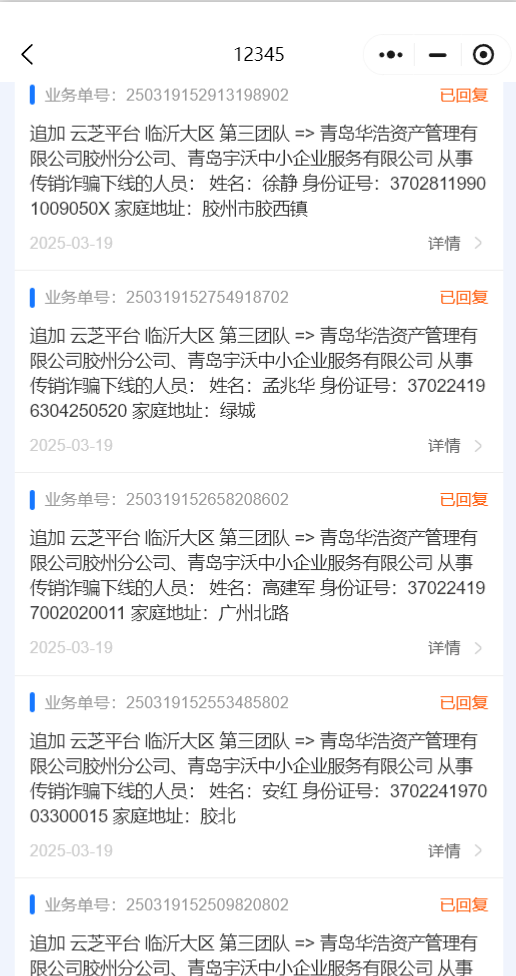 12345
业务单号：250319152913198902 已回复
追加 云芝平台 临沂大区 第三团队 => 青岛华浩资产管理有
限公司胶州分公司、青岛宇沃中小企业服务有限公司 从事
传销诈骗下线的人员： 姓名：徐静 身份证号：3702811990
1009050X 家庭地址：胶州市胶西镇
2025-03-19 详情
业务单号：250319152754918702 已回复
追加 云芝平台 临沂大区 第三团队 => 青岛华浩资产管理有
限公司胶州分公司、青岛宇沃中小企业服务有限公司 从事
传销诈骗下线的人员： 姓名：孟兆华 身份证号：37022419
6304250520 家庭地址：绿城
2025-03-19 详情
业务单号：250319152658208602 已回复
追加 云芝平台 临沂大区 第三团队 => 青岛华浩资产管理有
限公司胶州分公司、青岛宇沃中小企业服务有限公司 从事
传销诈骗下线的人员： 姓名：高建军 身份证号：37022419
7002020011 家庭地址：广州北路
2025-03-19 详情
业务单号：250319152553485802 已回复
追加 云芝平台 临沂大区 第三团队 => 青岛华浩资产管理有
限公司胶州分公司、青岛宇沃中小企业服务有限公司 从事
传销诈骗下线的人员： 姓名：安红 身份证号：3702241970
03300015 家庭地址：胶北
2025-03-19 详情
业务单号：250319152509820802 已回复
追加 云芝平台 临沂大区 第三团队 => 青岛华浩资产管理有
限公司胶州分公司、青岛宇沃中小企业服务有限公司 从事